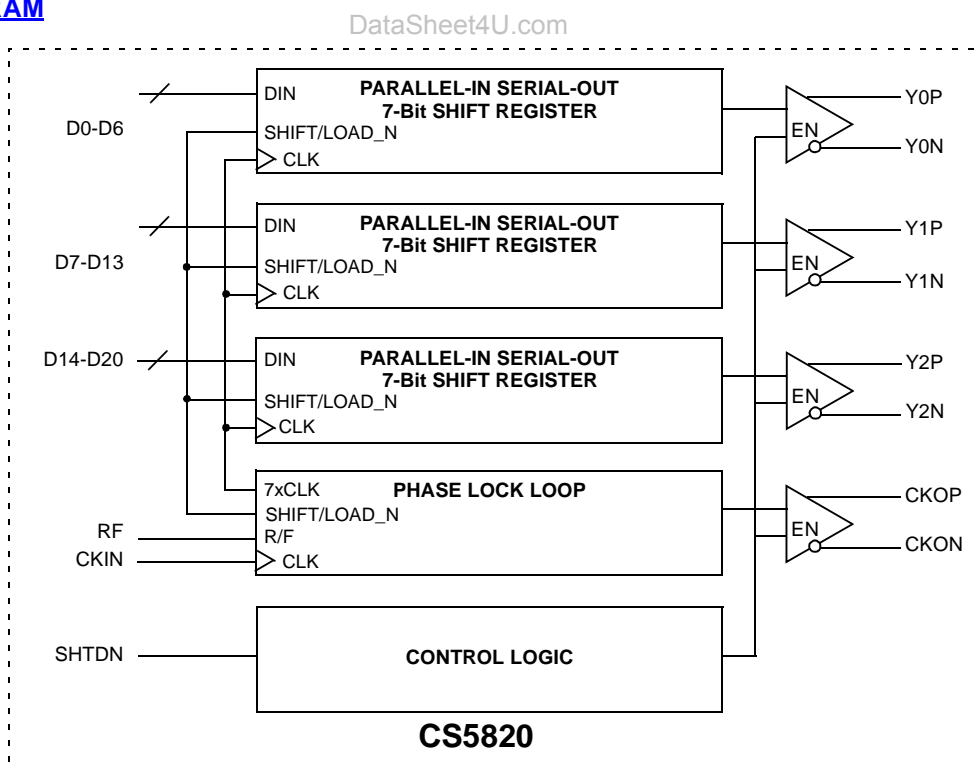 RAM
DataSheet4U.com
D0-D6
DIN
PARALLEL-IN SERIAL-OUT
7-Bit SHIFT REGISTER
SHIFT/LOAD_N
CLK
EN
Y0P
Y0N
D7-D13
DIN
PARALLEL-IN SERIAL-OUT
7-Bit SHIFT REGISTER
SHIFT/LOAD_N
CLK
EN
Y1P
Y1N
D14-D20
DIN
PARALLEL-IN SERIAL-OUT
7-Bit SHIFT REGISTER
SHIFT/LOAD_N
CLK
EN
Y2P
Y2N
7xCLK
PHASE LOCK LOOP
SHIFT/LOAD_N
RF
R/F
CKIN
CLK
EN
CKOP
CKON
SHTDN
CONTROL LOGIC
CS5820